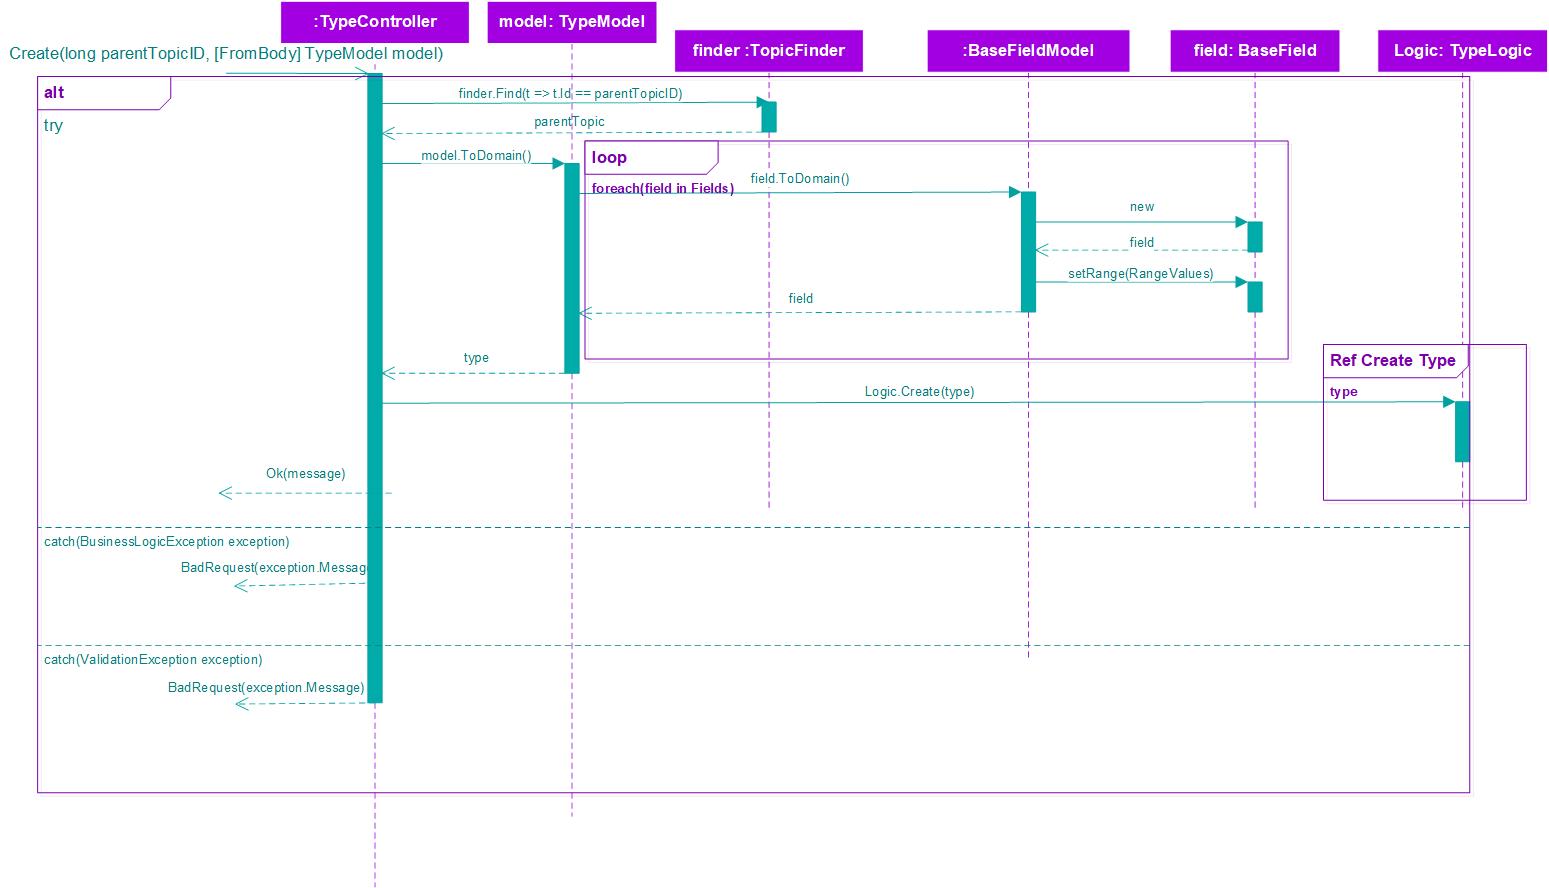 :TypeController
model: TypeModel
finder :TopicFinder
:BaseFieldModel
field: BaseField
Logic: TypeLogic
Create(long parentTopicID, [FromBody] TypeModel model)
alt
try
finder.Find(t => t.Id == parentTopicID)
parentTopic
model.ToDomain()
loop
foreach(field in Fields)
field.ToDomain()
new
field
setRange(RangeValues)
field
type
Ref Create Type
type
Logic.Create(type)
Ok(message)
catch(BusinessLogicException exception)
BadRequest(exception.Messag
catch(ValidationException exception)
BadRequest(exception.Message)